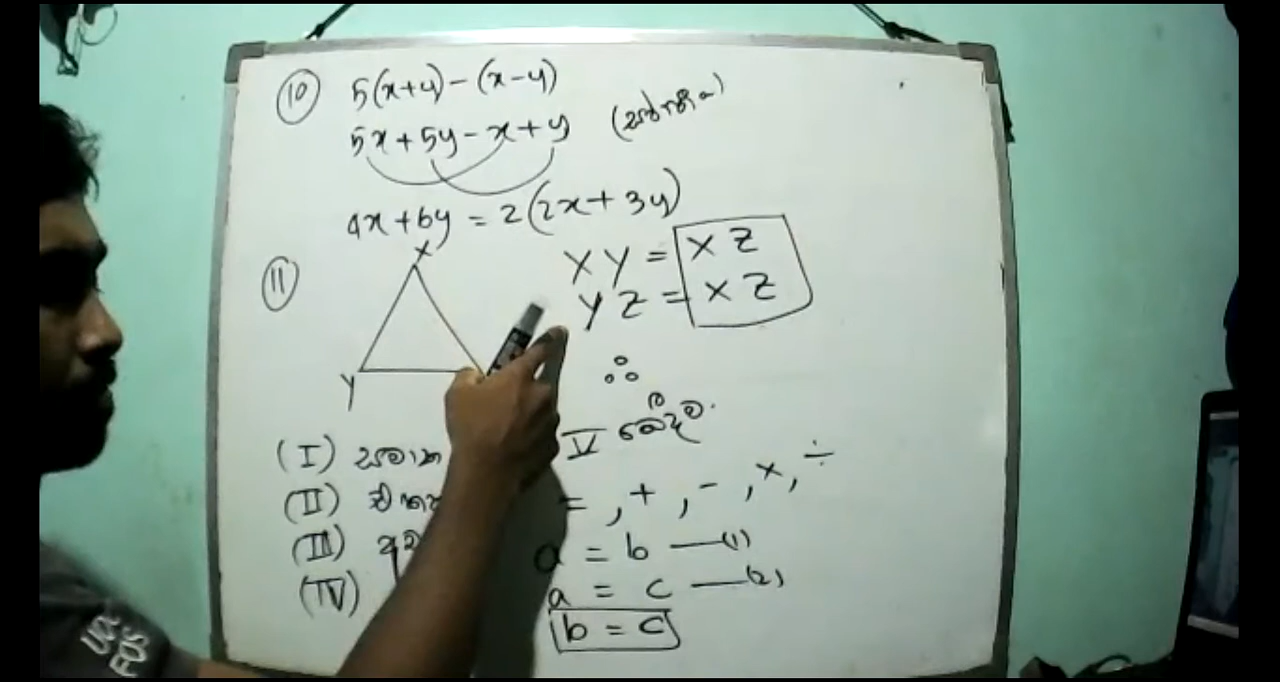 10 5(x+y)-(x-y)
5x+5y-x+y
4x+6y = 2(2x+3y)
11
X
Y
XY = XZ
YZ = XZ
∴
(I)
(II)
(III)
(IV)
V බෙදුම
=, +, -, ×, ÷
a = b —(1)
a = c —(2)
b = c